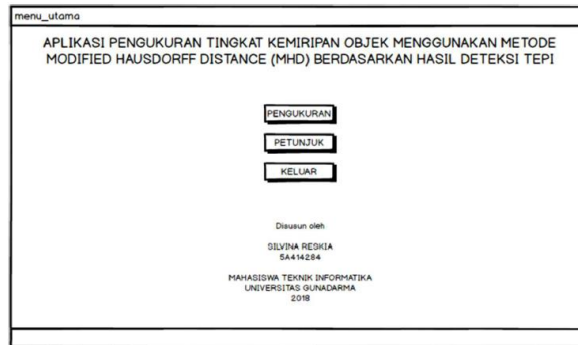 menu_utama
APLIKASI PENGUKURAN TINGKAT KEMIRIPAN OBJEK MENGGUNAKAN METODE
MODIFIED HAUSDORFF DISTANCE (MHD) BERDASARKAN HASIL DETEKSI TEPI
PENGUKURAN
PETUNJUK
KELUAR
Disusun oleh
SILVINA RESKIA
5A414284
MAHASISWA TEKNIK INFORMATIKA
UNIVERSITAS GUNADARMA
2018